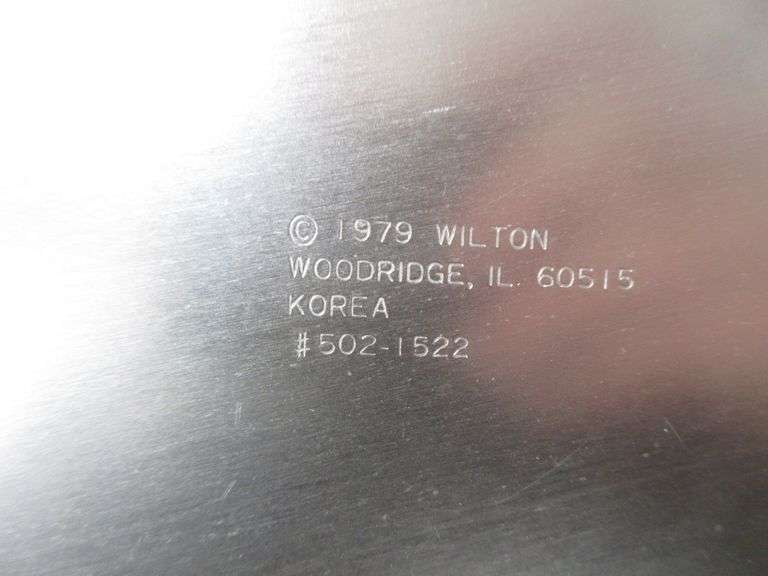 © 1979 WILTON
WOODRIDGE, IL. 60515
KOREA
#502-1522